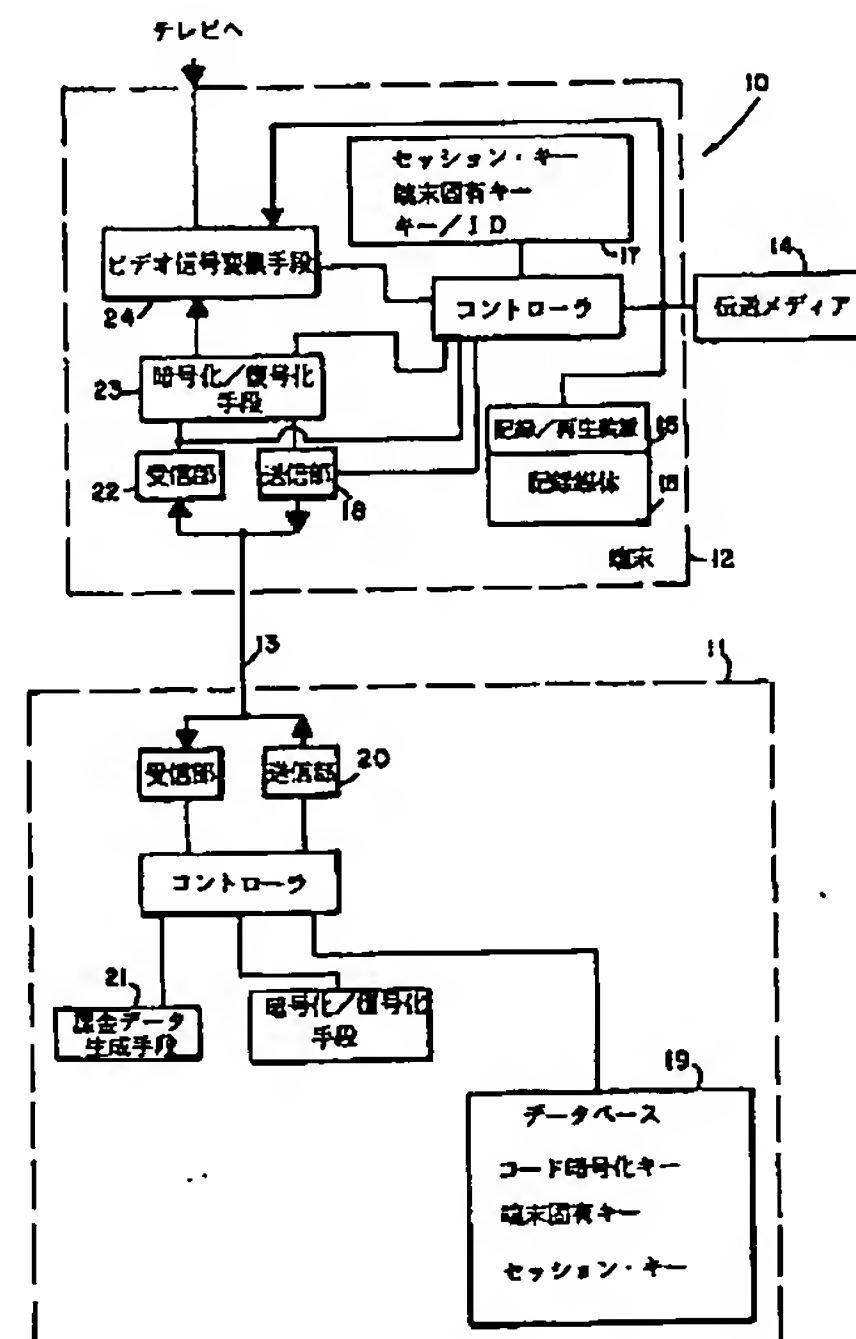 テレビへ
10
セッション・キー
端末固有キー
キー/ID
17
ビデオ信号変換手段
24
コントローラ
14
伝送メディア
23
暗号化/復号化
手段
記録/再生装置
15
22
受信部
送信部
18
記録媒体
端末
12
13
11
受信部
送信部
20
コントローラ
21
課金データ
生成手段
暗号化/復号化
手段
19
データベース
コード暗号化キー
端末固有キー
セッション・キー